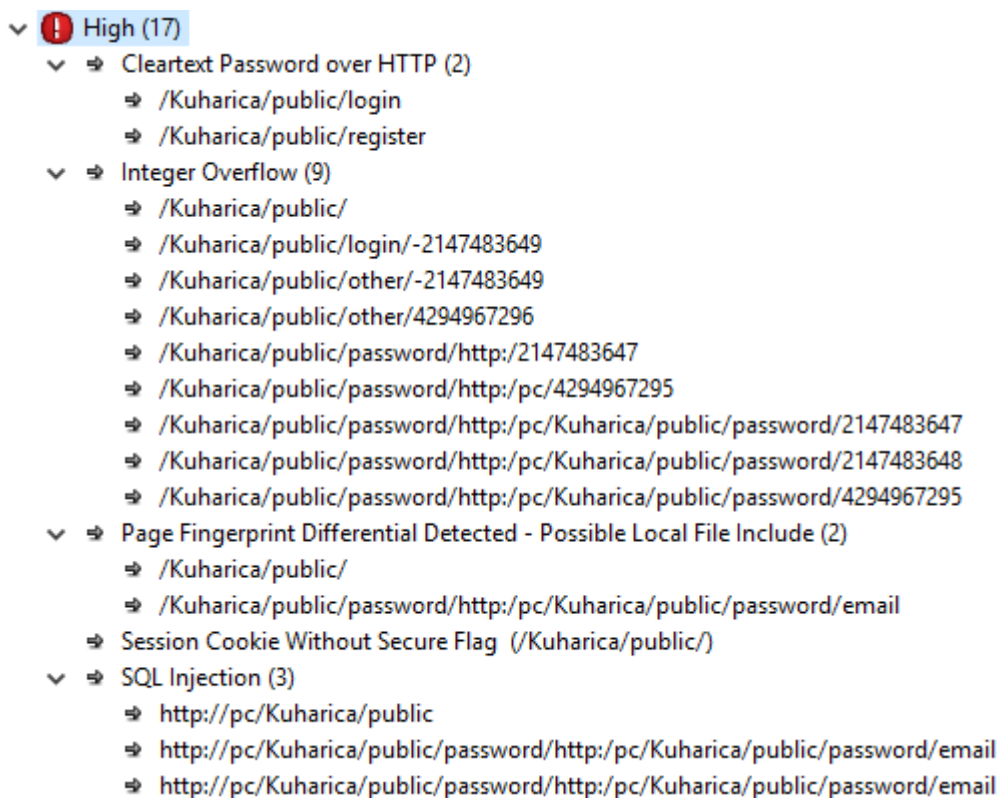 High (17)
Cleartext Password over HTTP (2)
/Kuharica/public/login
/Kuharica/public/register
Integer Overflow (9)
/Kuharica/public/
/Kuharica/public/login/-2147483649
/Kuharica/public/other/-2147483649
/Kuharica/public/other/4294967296
/Kuharica/public/password/http:/2147483647
/Kuharica/public/password/http:/pc/4294967295
/Kuharica/public/password/http:/pc/Kuharica/public/password/2147483647
/Kuharica/public/password/http:/pc/Kuharica/public/password/2147483648
/Kuharica/public/password/http:/pc/Kuharica/public/password/4294967295
Page Fingerprint Differential Detected - Possible Local File Include (2)
/Kuharica/public/
/Kuharica/public/password/http:/pc/Kuharica/public/password/email
Session Cookie Without Secure Flag (/Kuharica/public/)
SQL Injection (3)
http://pc/Kuharica/public
http://pc/Kuharica/public/password/http:/pc/Kuharica/public/password/email
http://pc/Kuharica/public/password/http:/pc/Kuharica/public/password/email